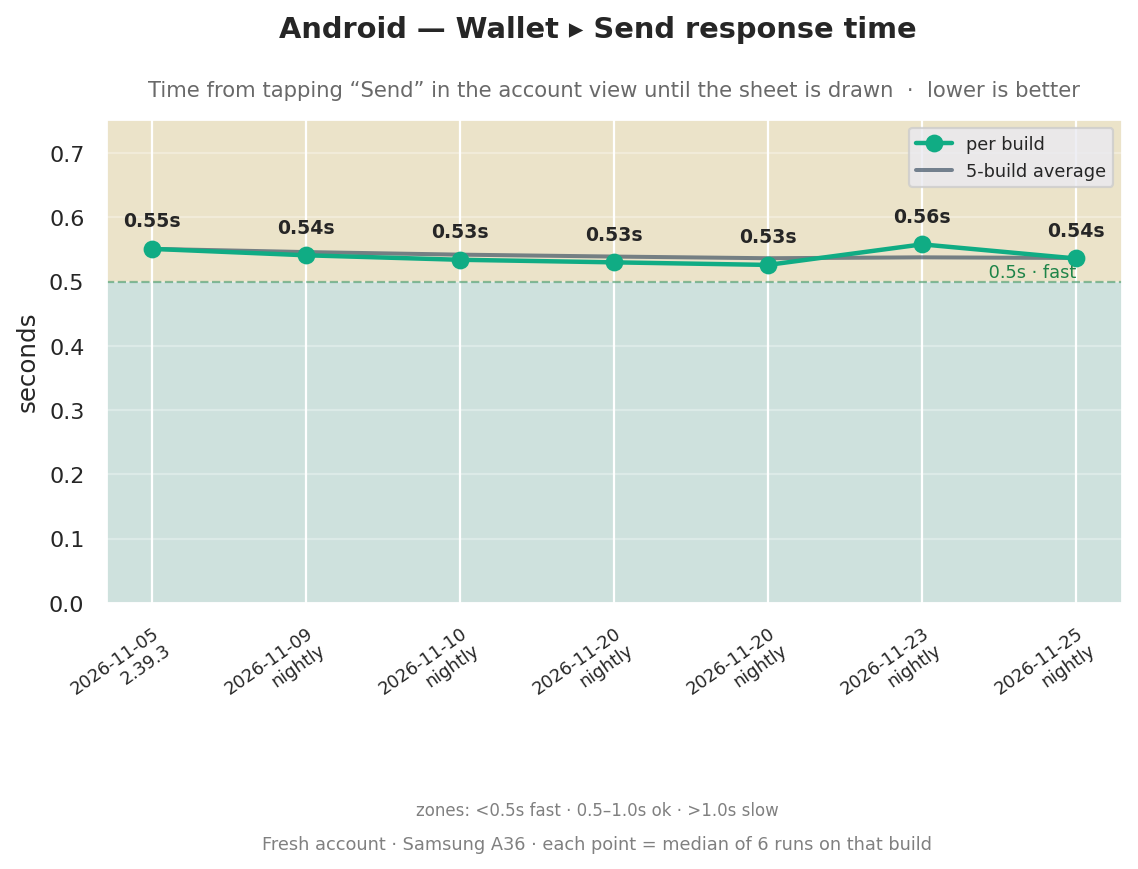 Android — Wallet ▸ Send response time
Time from tapping “Send” in the account view until the sheet is drawn · lower is better
per build
5-build average
0.7
0.6
0.5
0.4
0.3
0.2
0.1
0.0
seconds
0.55s
0.54s
0.53s
0.53s
0.53s
0.56s
0.54s
0.5s · fast
2026-11-05
2.39.3
2026-11-09
nightly
2026-11-10
nightly
2026-11-20
nightly
2026-11-20
nightly
2026-11-23
nightly
2026-11-25
nightly
zones: <0.5s fast · 0.5–1.0s ok · >1.0s slow
Fresh account · Samsung A36 · each point = median of 6 runs on that build